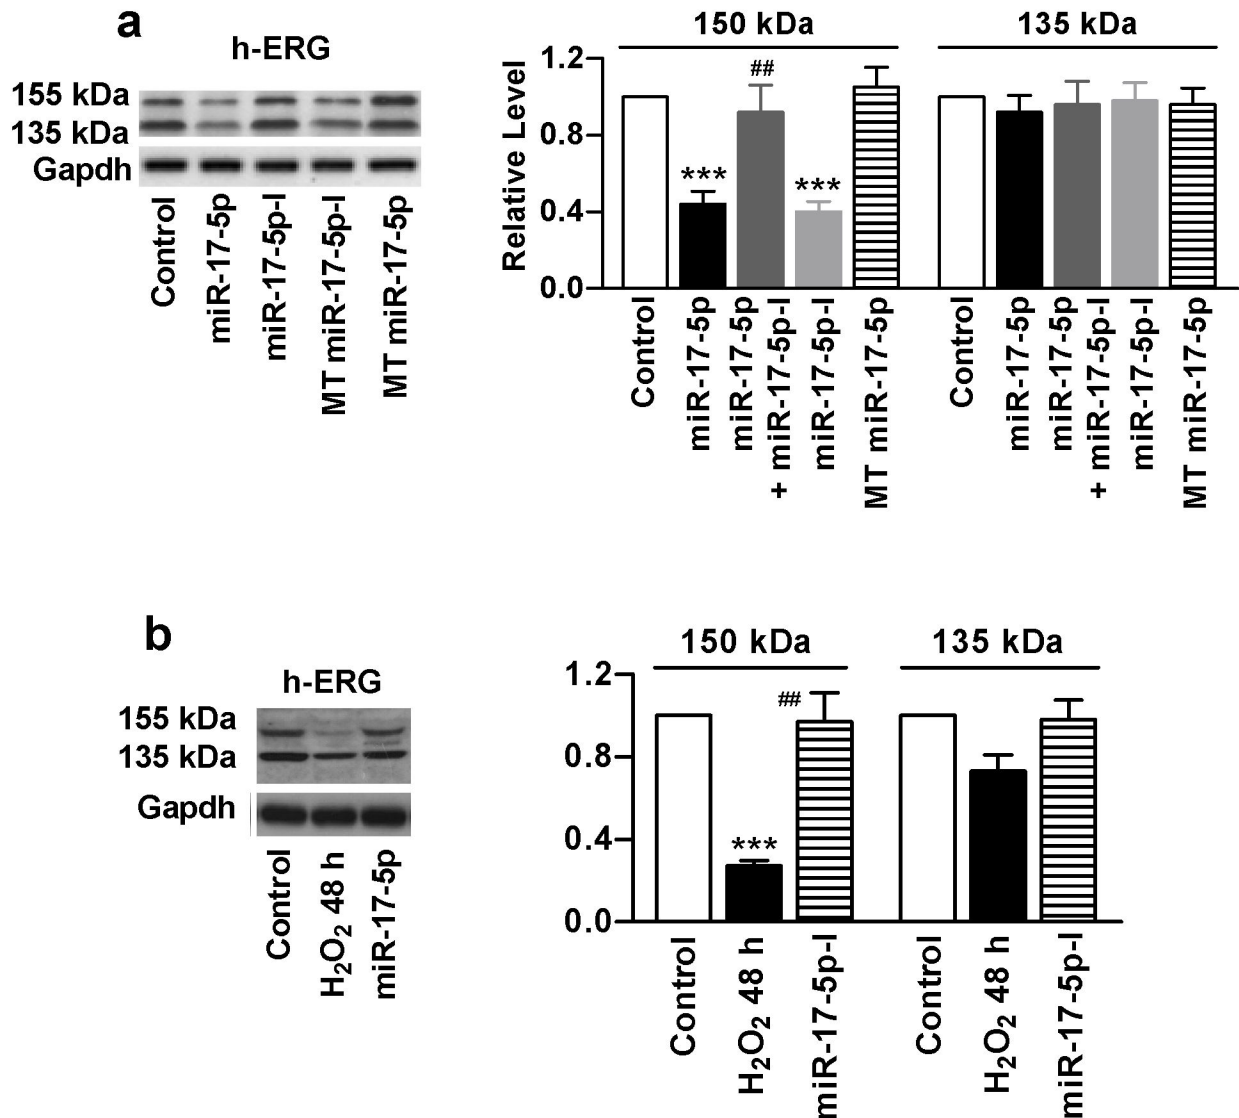 a
h-ERG
155 kDa
135 kDa
Gapdh
Control
miR-17-5p
miR-17-5p-I
MT miR-17-5p-I
MT miR-17-5p
150 kDa
135 kDa
Relative Level
1.2
0.8
0.4
0.0
***
##
***
Control
miR-17-5p
miR-17-5p
+ miR-17-5p-I
miR-17-5p-I
MT miR-17-5p
Control
miR-17-5p
miR-17-5p
+ miR-17-5p-I
miR-17-5p-I
MT miR-17-5p
b
h-ERG
155 kDa
135 kDa
Gapdh
Control
H₂O₂ 48 h
miR-17-5p
150 kDa
135 kDa
1.2
0.8
0.4
0.0
***
##
Control
H₂O₂ 48 h
miR-17-5p-I
Control
H₂O₂ 48 h
miR-17-5p-I